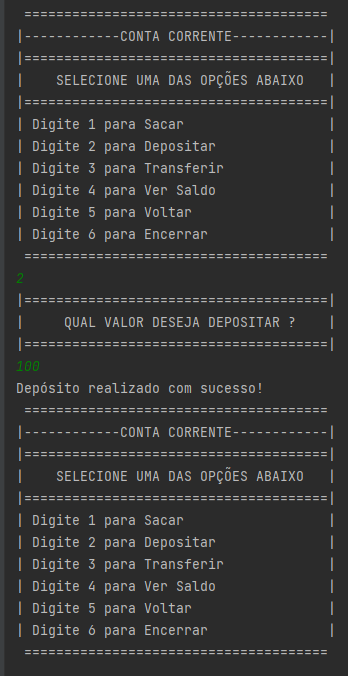 ======================================
|------------CONTA CORRENTE------------|
|======================================|
|    SELECIONE UMA DAS OPÇÕES ABAIXO   |
|======================================|
| Digite 1 para Sacar                  |
| Digite 2 para Depositar              |
| Digite 3 para Transferir             |
| Digite 4 para Ver Saldo              |
| Digite 5 para Voltar                 |
| Digite 6 para Encerrar               |
 ======================================
2
|======================================|
|     QUAL VALOR DESEJA DEPOSITAR ?    |
|======================================|
100
Depósito realizado com sucesso!
 ======================================
|------------CONTA CORRENTE------------|
|======================================|
|    SELECIONE UMA DAS OPÇÕES ABAIXO   |
|======================================|
| Digite 1 para Sacar                  |
| Digite 2 para Depositar              |
| Digite 3 para Transferir             |
| Digite 4 para Ver Saldo              |
| Digite 5 para Voltar                 |
| Digite 6 para Encerrar               |
 ======================================